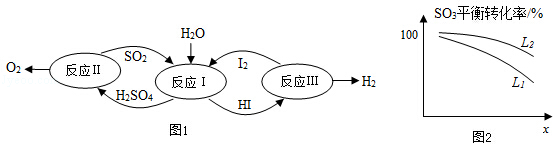 H₂O
SO₂
I₂
O₂
反应Ⅱ
反应Ⅰ
反应Ⅲ
H₂
H₂SO₄
HI
图1
SO₃平衡转化率/%
100
L₂
L₁
x
图2